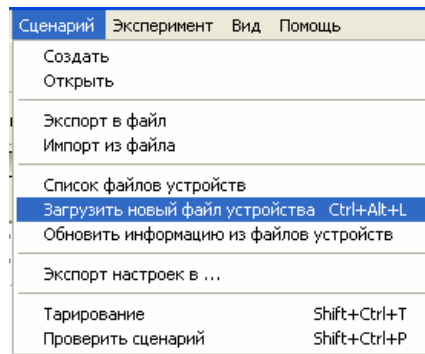 Сценарий Эксперимент Вид Помощь
Создать
Открыть
Экспорт в файл
Импорт из файла
Список файлов устройств
Загрузить новый файл устройства Ctrl+Alt+L
Обновить информацию из файлов устройств
Экспорт настроек в ...
Тарирование Shift+Ctrl+T
Проверить сценарий Shift+Ctrl+P